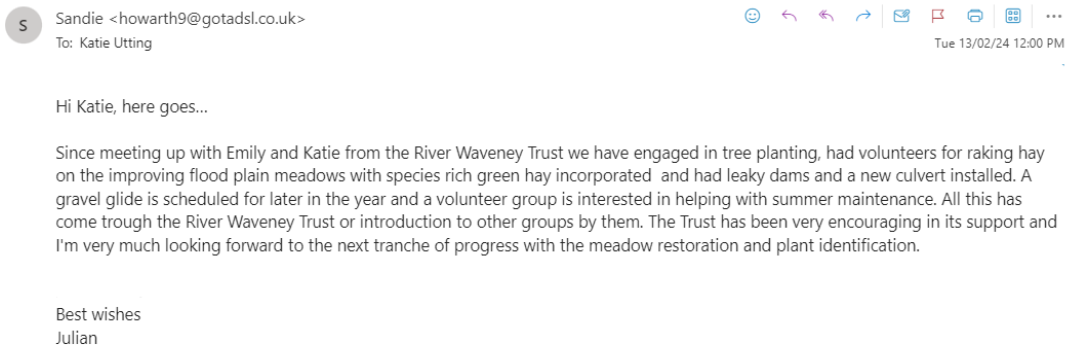 S
Sandie <howarth9@gotadsl.co.uk>
To: Katie Utting
Tue 13/02/24 12:00 PM
Hi Katie, here goes...
Since meeting up with Emily and Katie from the River Waveney Trust we have engaged in tree planting, had volunteers for raking hay
on the improving flood plain meadows with species rich green hay incorporated  and had leaky dams and a new culvert installed. A
gravel glide is scheduled for later in the year and a volunteer group is interested in helping with summer maintenance. All this has
come trough the River Waveney Trust or introduction to other groups by them. The Trust has been very encouraging in its support and
I'm very much looking forward to the next tranche of progress with the meadow restoration and plant identification.
Best wishes
Julian